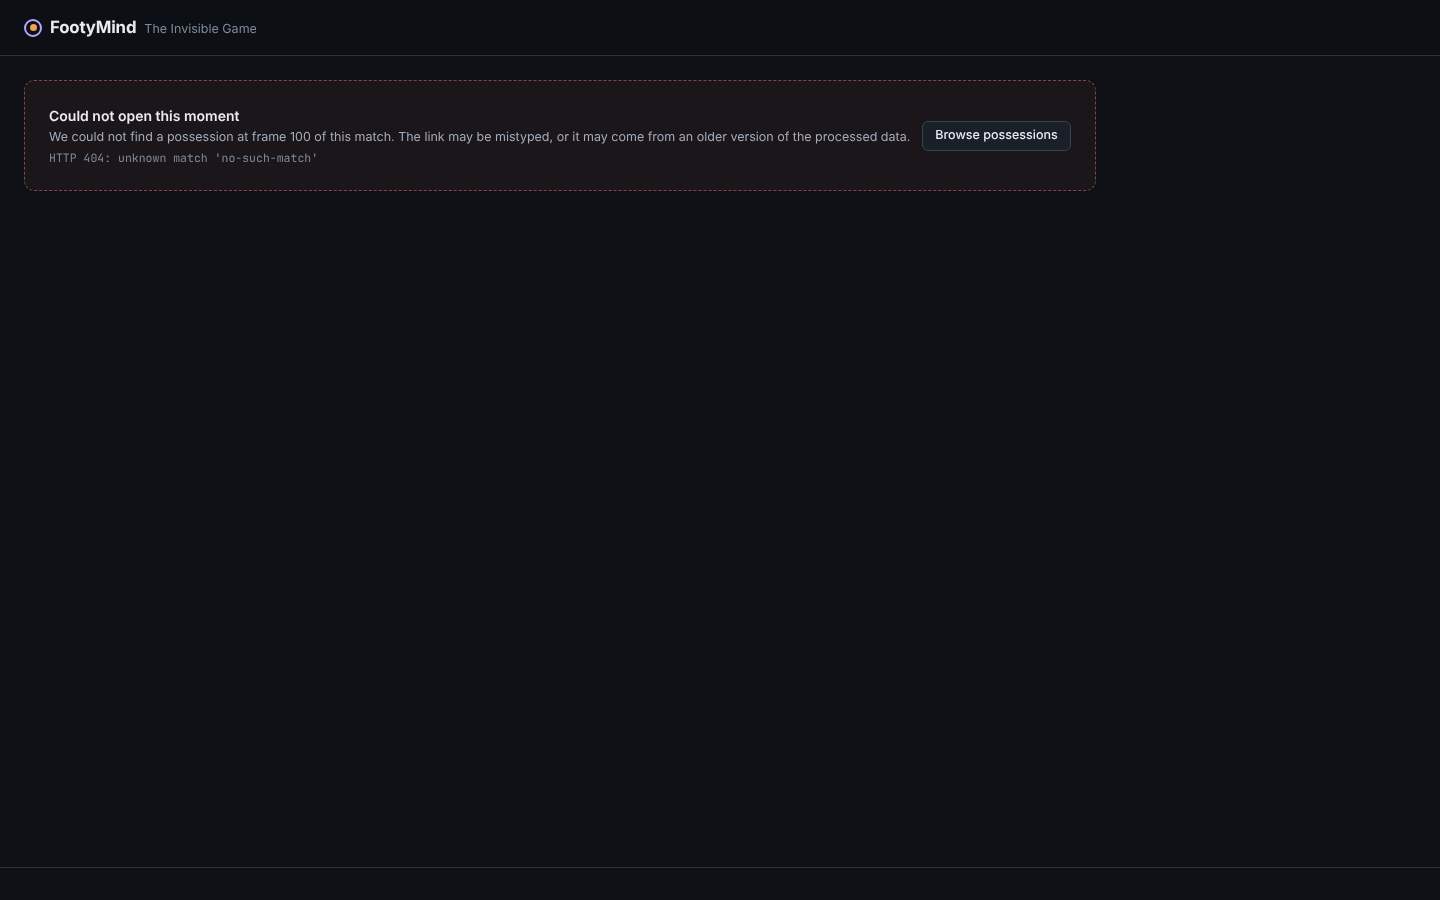 FootyMind The Invisible Game
Could not open this moment
We could not find a possession at frame 100 of this match. The link may be mistyped, or it may come from an older version of the processed data.
Browse possessions
HTTP 404: unknown match 'no-such-match'